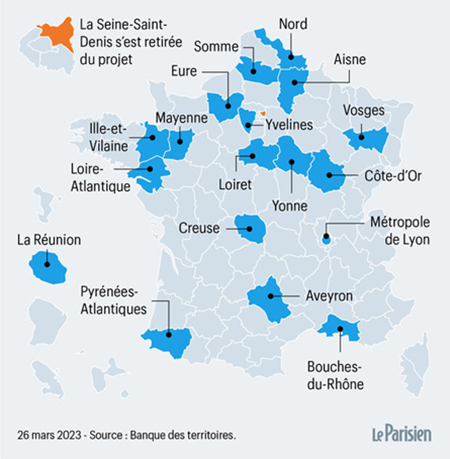 La Seine-Saint-
Denis s'est retirée
du projet
Nord
Somme
Aisne
Eure
Mayenne
Vosges
Ille-et-
Vilaine
Yvelines
Loire-
Atlantique
Loiret
Yonne
Côte-d'Or
Creuse
Métropole
de Lyon
La Réunion
Pyrénées-
Atlantiques
Aveyron
Bouches-
du-Rhône
26 mars 2023 - Source : Banque des territoires.
Le Parisien